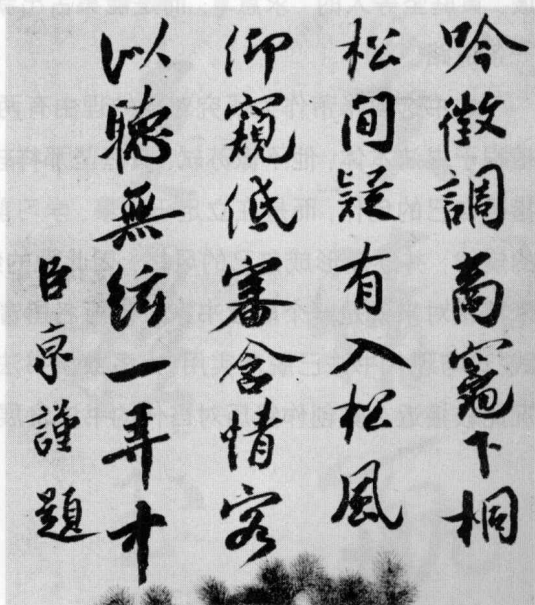 吟徵調商竈下桐
松間疑有入松風
仰窺低審含情客
似聽無絃一弄中
臣京謹題